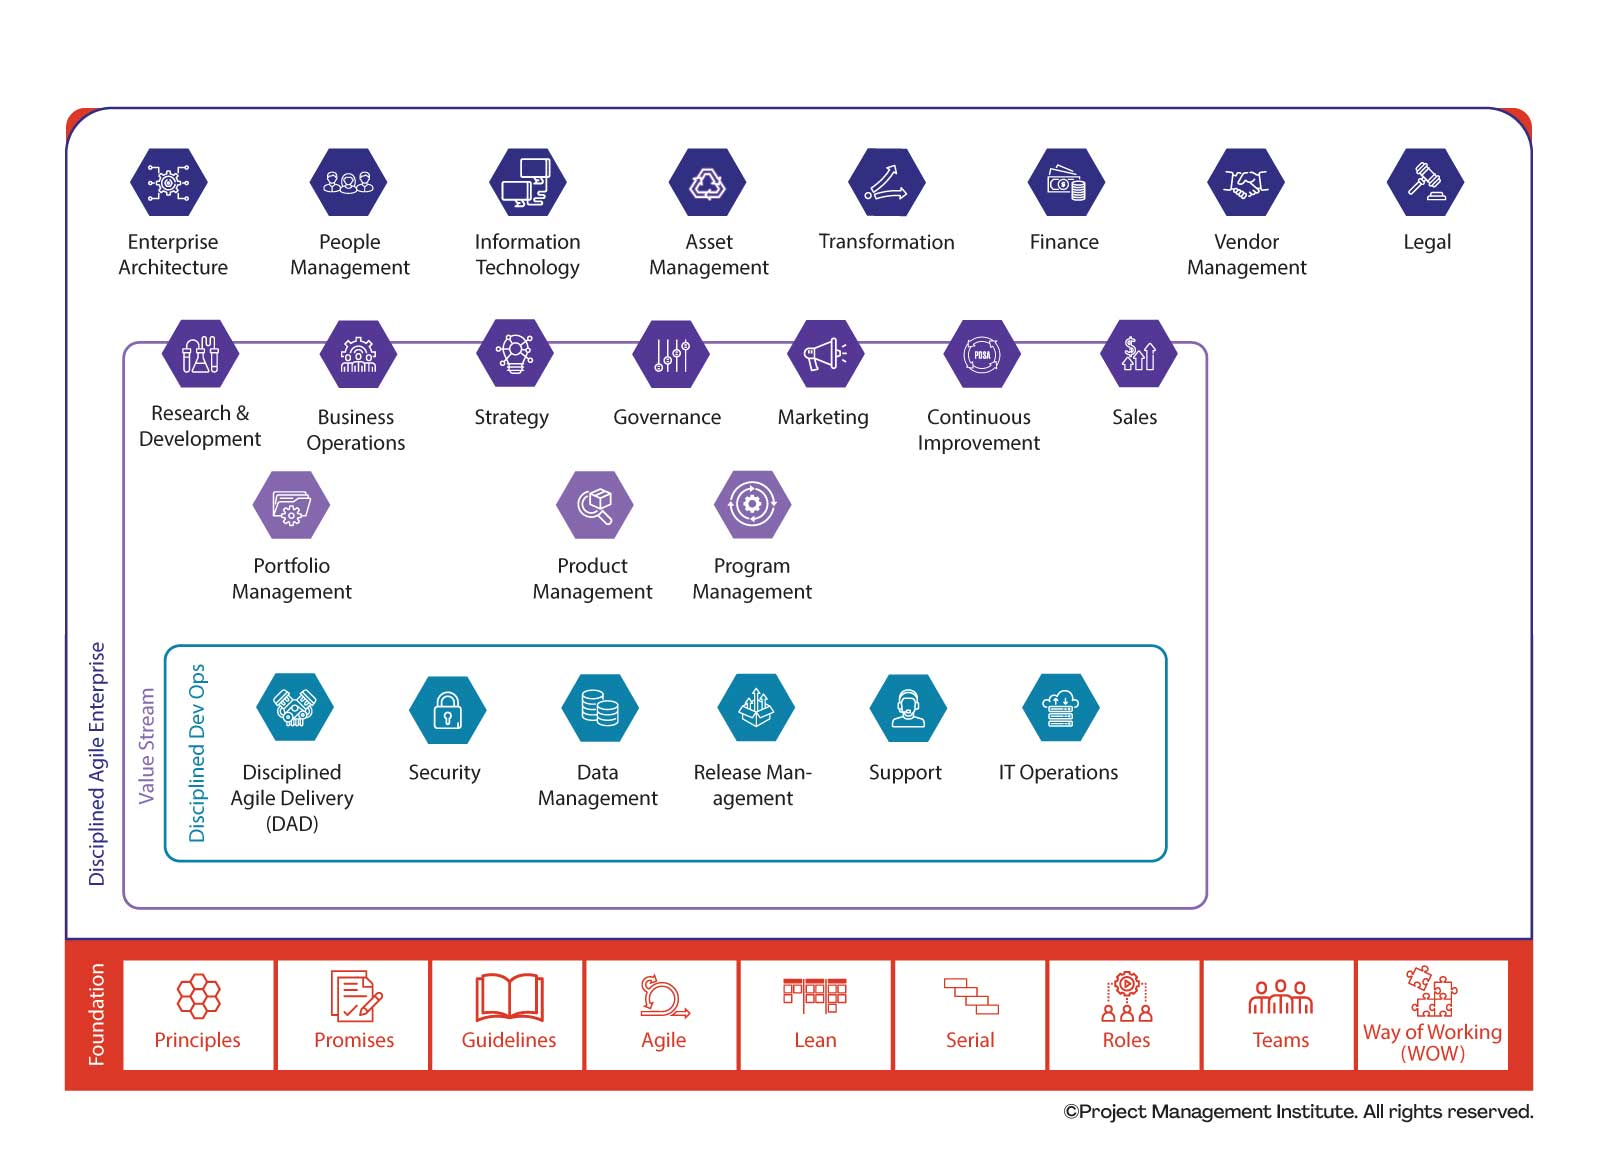 Enterprise
Architecture
People
Management
Information
Technology
Asset
Management
Transformation
Finance
Vendor
Management
Legal
PDSA
$
Research &
Development
Business
Operations
Strategy
Governance
Marketing
Continuous
Improvement
Sales
Portfolio
Management
Product
Management
Program
Management
Disciplined Agile Enterprise
Value Stream
Disciplined Dev Ops
Disciplined
Agile Delivery
(DAD)
Security
Data
Management
Release Man-
agement
Support
IT Operations
Foundation
Principles
Promises
Guidelines
Agile
Lean
Serial
Roles
Teams
Way of Working
(WOW)
©Project Management Institute. All rights reserved.